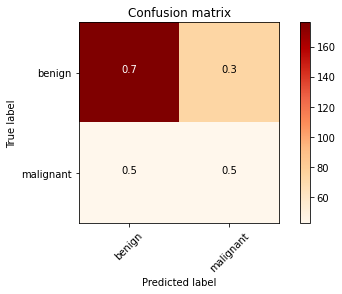 Confusion matrix
True label
benign
0.7 0.3
malignant
0.5 0.5
benign malignant
Predicted label
160
140
120
100
80
60